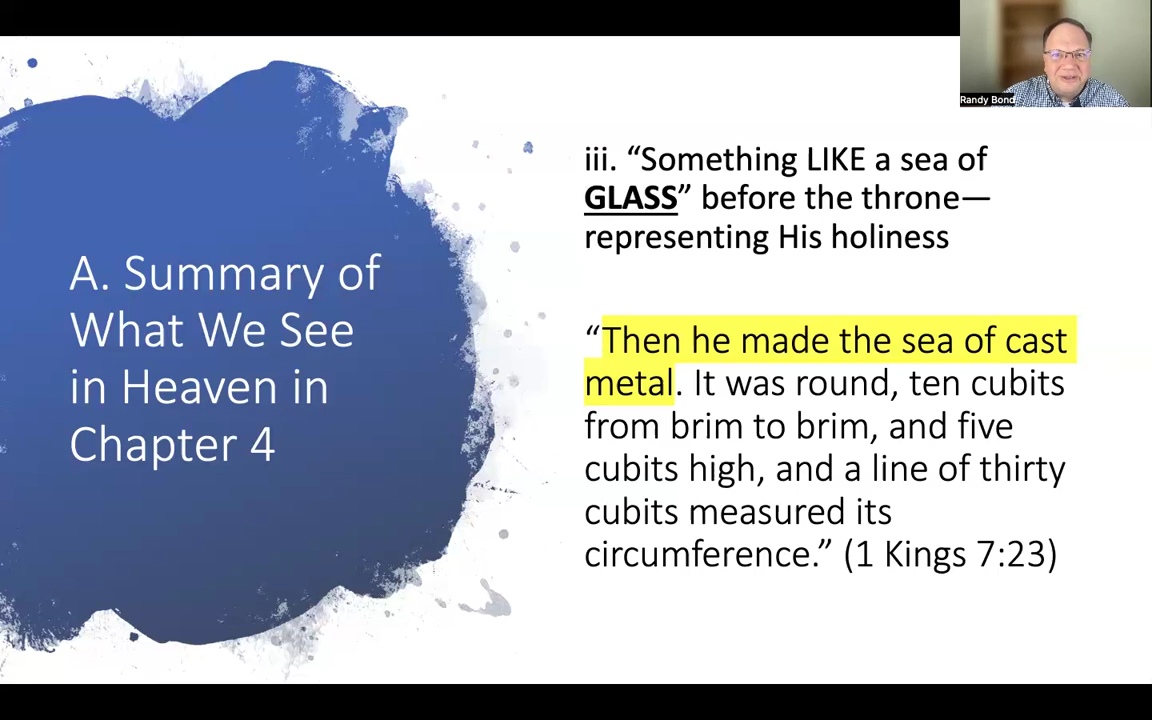 Randy Bond
A. Summary of
What We See
in Heaven in
Chapter 4
iii. “Something LIKE a sea of
GLASS” before the throne—
representing His holiness
“Then he made the sea of cast
metal. It was round, ten cubits
from brim to brim, and five
cubits high, and a line of thirty
cubits measured its
circumference.” (1 Kings 7:23)